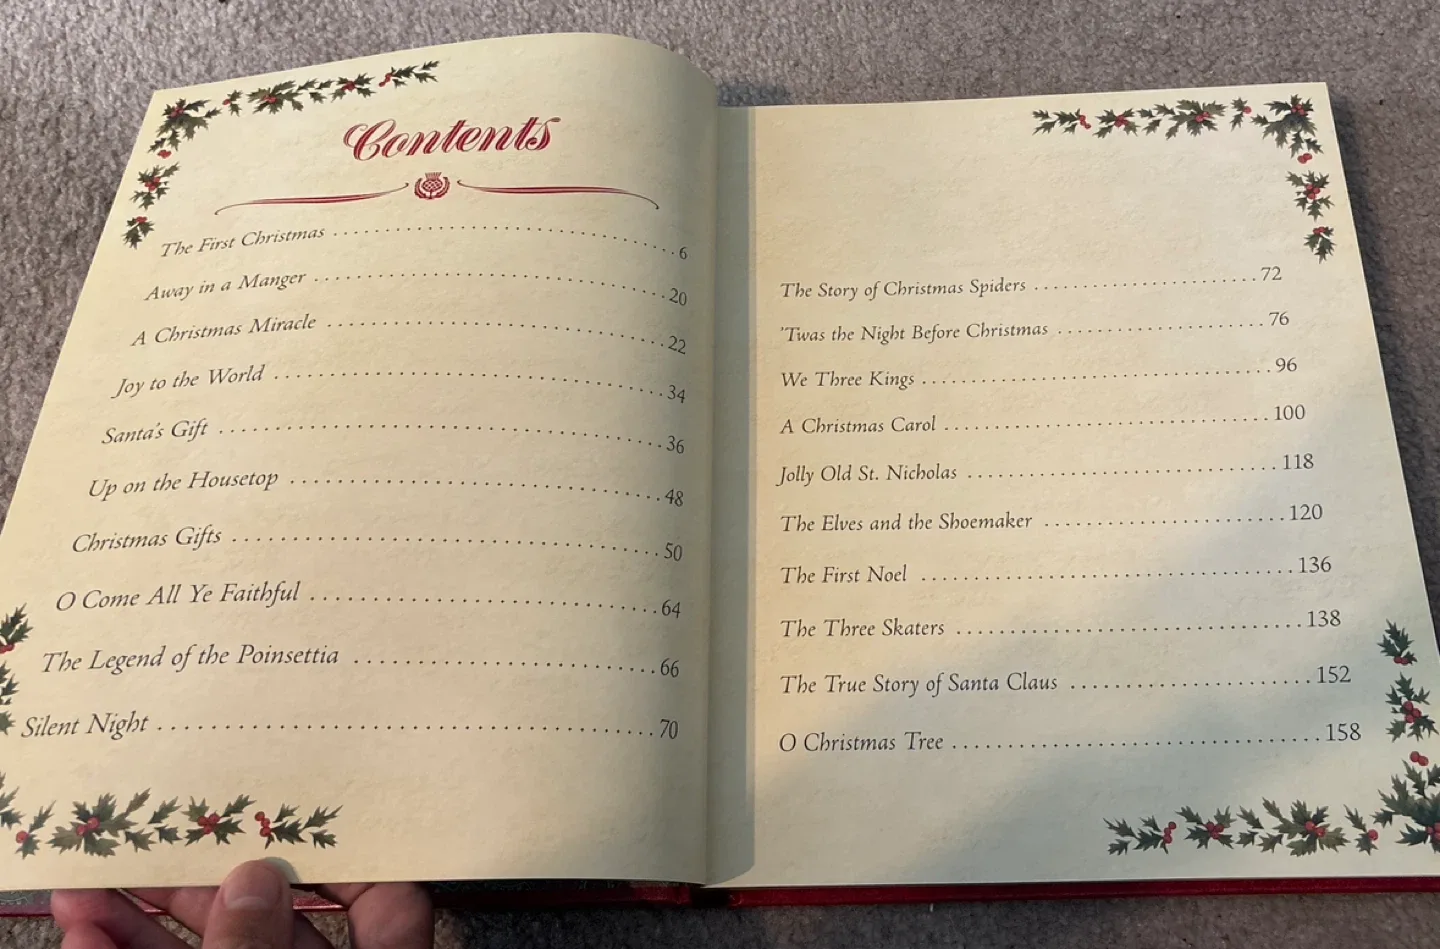 Contents
The First Christmas . . . . . . . . . . . . . . . . . . . . . . . . . . . . . . 6
Away in a Manger . . . . . . . . . . . . . . . . . . . . . . . . . . . . . . 20
A Christmas Miracle . . . . . . . . . . . . . . . . . . . . . . . . . . . . . . 22
Joy to the World . . . . . . . . . . . . . . . . . . . . . . . . . . . . . . 34
Santa's Gift . . . . . . . . . . . . . . . . . . . . . . . . . . . . . . 36
Up on the Housetop . . . . . . . . . . . . . . . . . . . . . . . . . . . . . . 48
Christmas Gifts . . . . . . . . . . . . . . . . . . . . . . . . . . . . . . 50
O Come All Ye Faithful . . . . . . . . . . . . . . . . . . . . . . . . . . . . . . 64
The Legend of the Poinsettia . . . . . . . . . . . . . . . . . . . . . . . . . 66
Silent Night . . . . . . . . . . . . . . . . . . . . . . . . . . . . . . 70
The Story of Christmas Spiders . . . . . . . . . . . . . . . . . . . . 72
'Twas the Night Before Christmas . . . . . . . . . . . . . . . . . . 76
We Three Kings . . . . . . . . . . . . . . . . . . . . . . . . . . . . . . 96
A Christmas Carol . . . . . . . . . . . . . . . . . . . . . . . . . . . . 100
Jolly Old St. Nicholas . . . . . . . . . . . . . . . . . . . . . . . . . . 118
The Elves and the Shoemaker . . . . . . . . . . . . . . . . . . . . 120
The First Noel . . . . . . . . . . . . . . . . . . . . . . . . . . . . . . 136
The Three Skaters . . . . . . . . . . . . . . . . . . . . . . . . . . . . 138
The True Story of Santa Claus . . . . . . . . . . . . . . . . . . . 152
O Christmas Tree . . . . . . . . . . . . . . . . . . . . . . . . . . . . 158